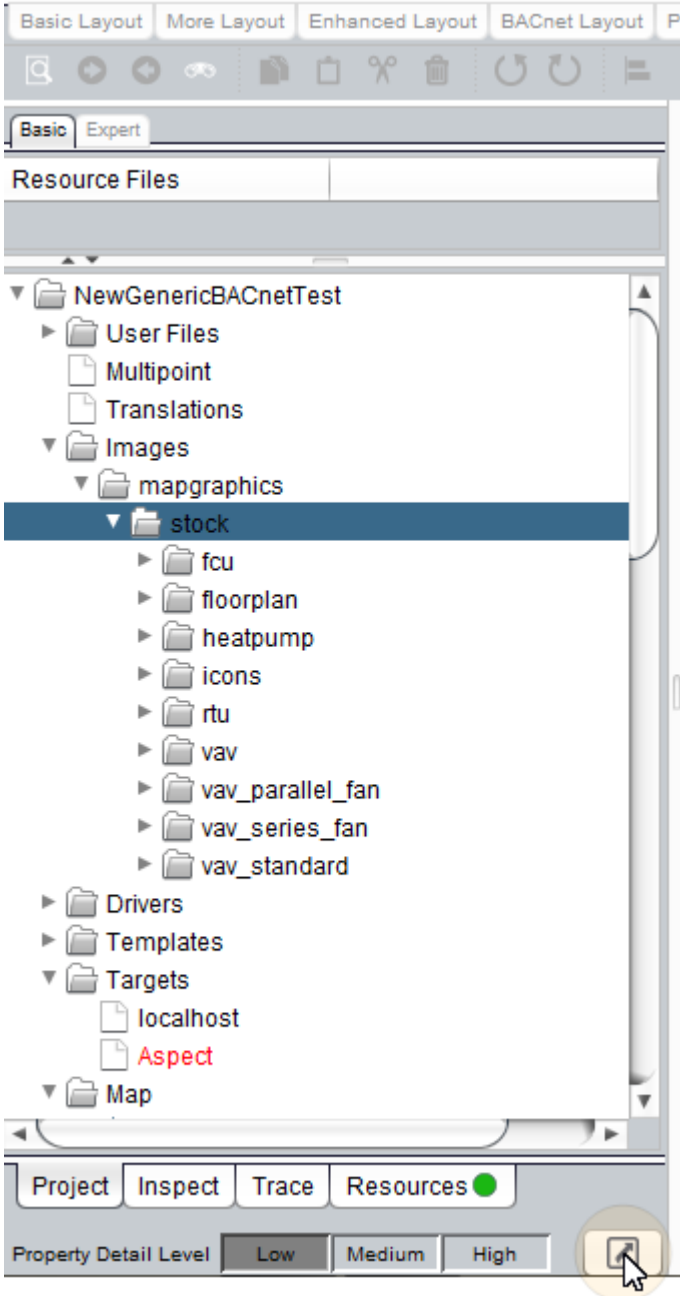 Basic Layout More Layout Enhanced Layout BACnet Layout P
Basic Expert
Resource Files
NewGenericBACnetTest
User Files
Multipoint
Translations
Images
mapgraphics
stock
fcu
floorplan
heatpump
icons
rtu
vav
vav_parallel_fan
vav_series_fan
vav_standard
Drivers
Templates
Targets
localhost
Aspect
Map
Project Inspect Trace Resources
Property Detail Level Low Medium High